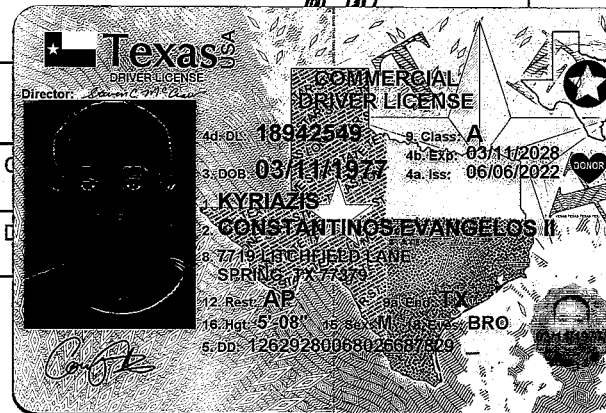 Texas USA
DRIVER LICENSE
Director:
COMMERCIAL
DRIVER LICENSE
4d. DL: 18942549 9. Class: A
4b. Exp: 03/11/2028
3. DOB: 03/11/1977 4a. Iss: 06/06/2022
DONOR
1. KYRIAZIS
2. CONSTANTINOS EVANGELOS II
8. 7719 LITCHFIELD LANE
SPRING, TX 77379
12. Rest: AP 9a. End: TX
16. Hgt: 5'-08" 15. Sex: M 18. Eyes: BRO
5. DD: 12629280068026687829